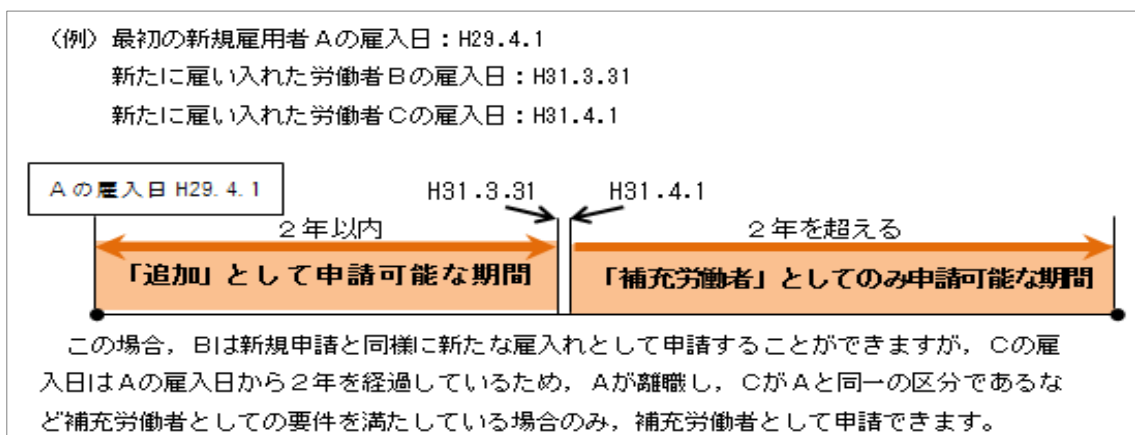 （例）最初の新規雇用者Ａの雇入日：H29.4.1
新たに雇い入れた労働者Ｂの雇入日：H31.3.31
新たに雇い入れた労働者Ｃの雇入日：H31.4.1
Ａの雇入日 H29.4.1
H31.3.31
H31.4.1
２年以内
２年を超える
「追加」として申請可能な期間
「補充労働者」としてのみ申請可能な期間
この場合，Ｂは新規申請と同様に新たな雇入れとして申請することができますが，Ｃの雇
入日はＡの雇入日から２年を経過しているため，Ａが離職し，ＣがＡと同一の区分であるな
ど補充労働者としての要件を満たしている場合のみ，補充労働者として申請できます。